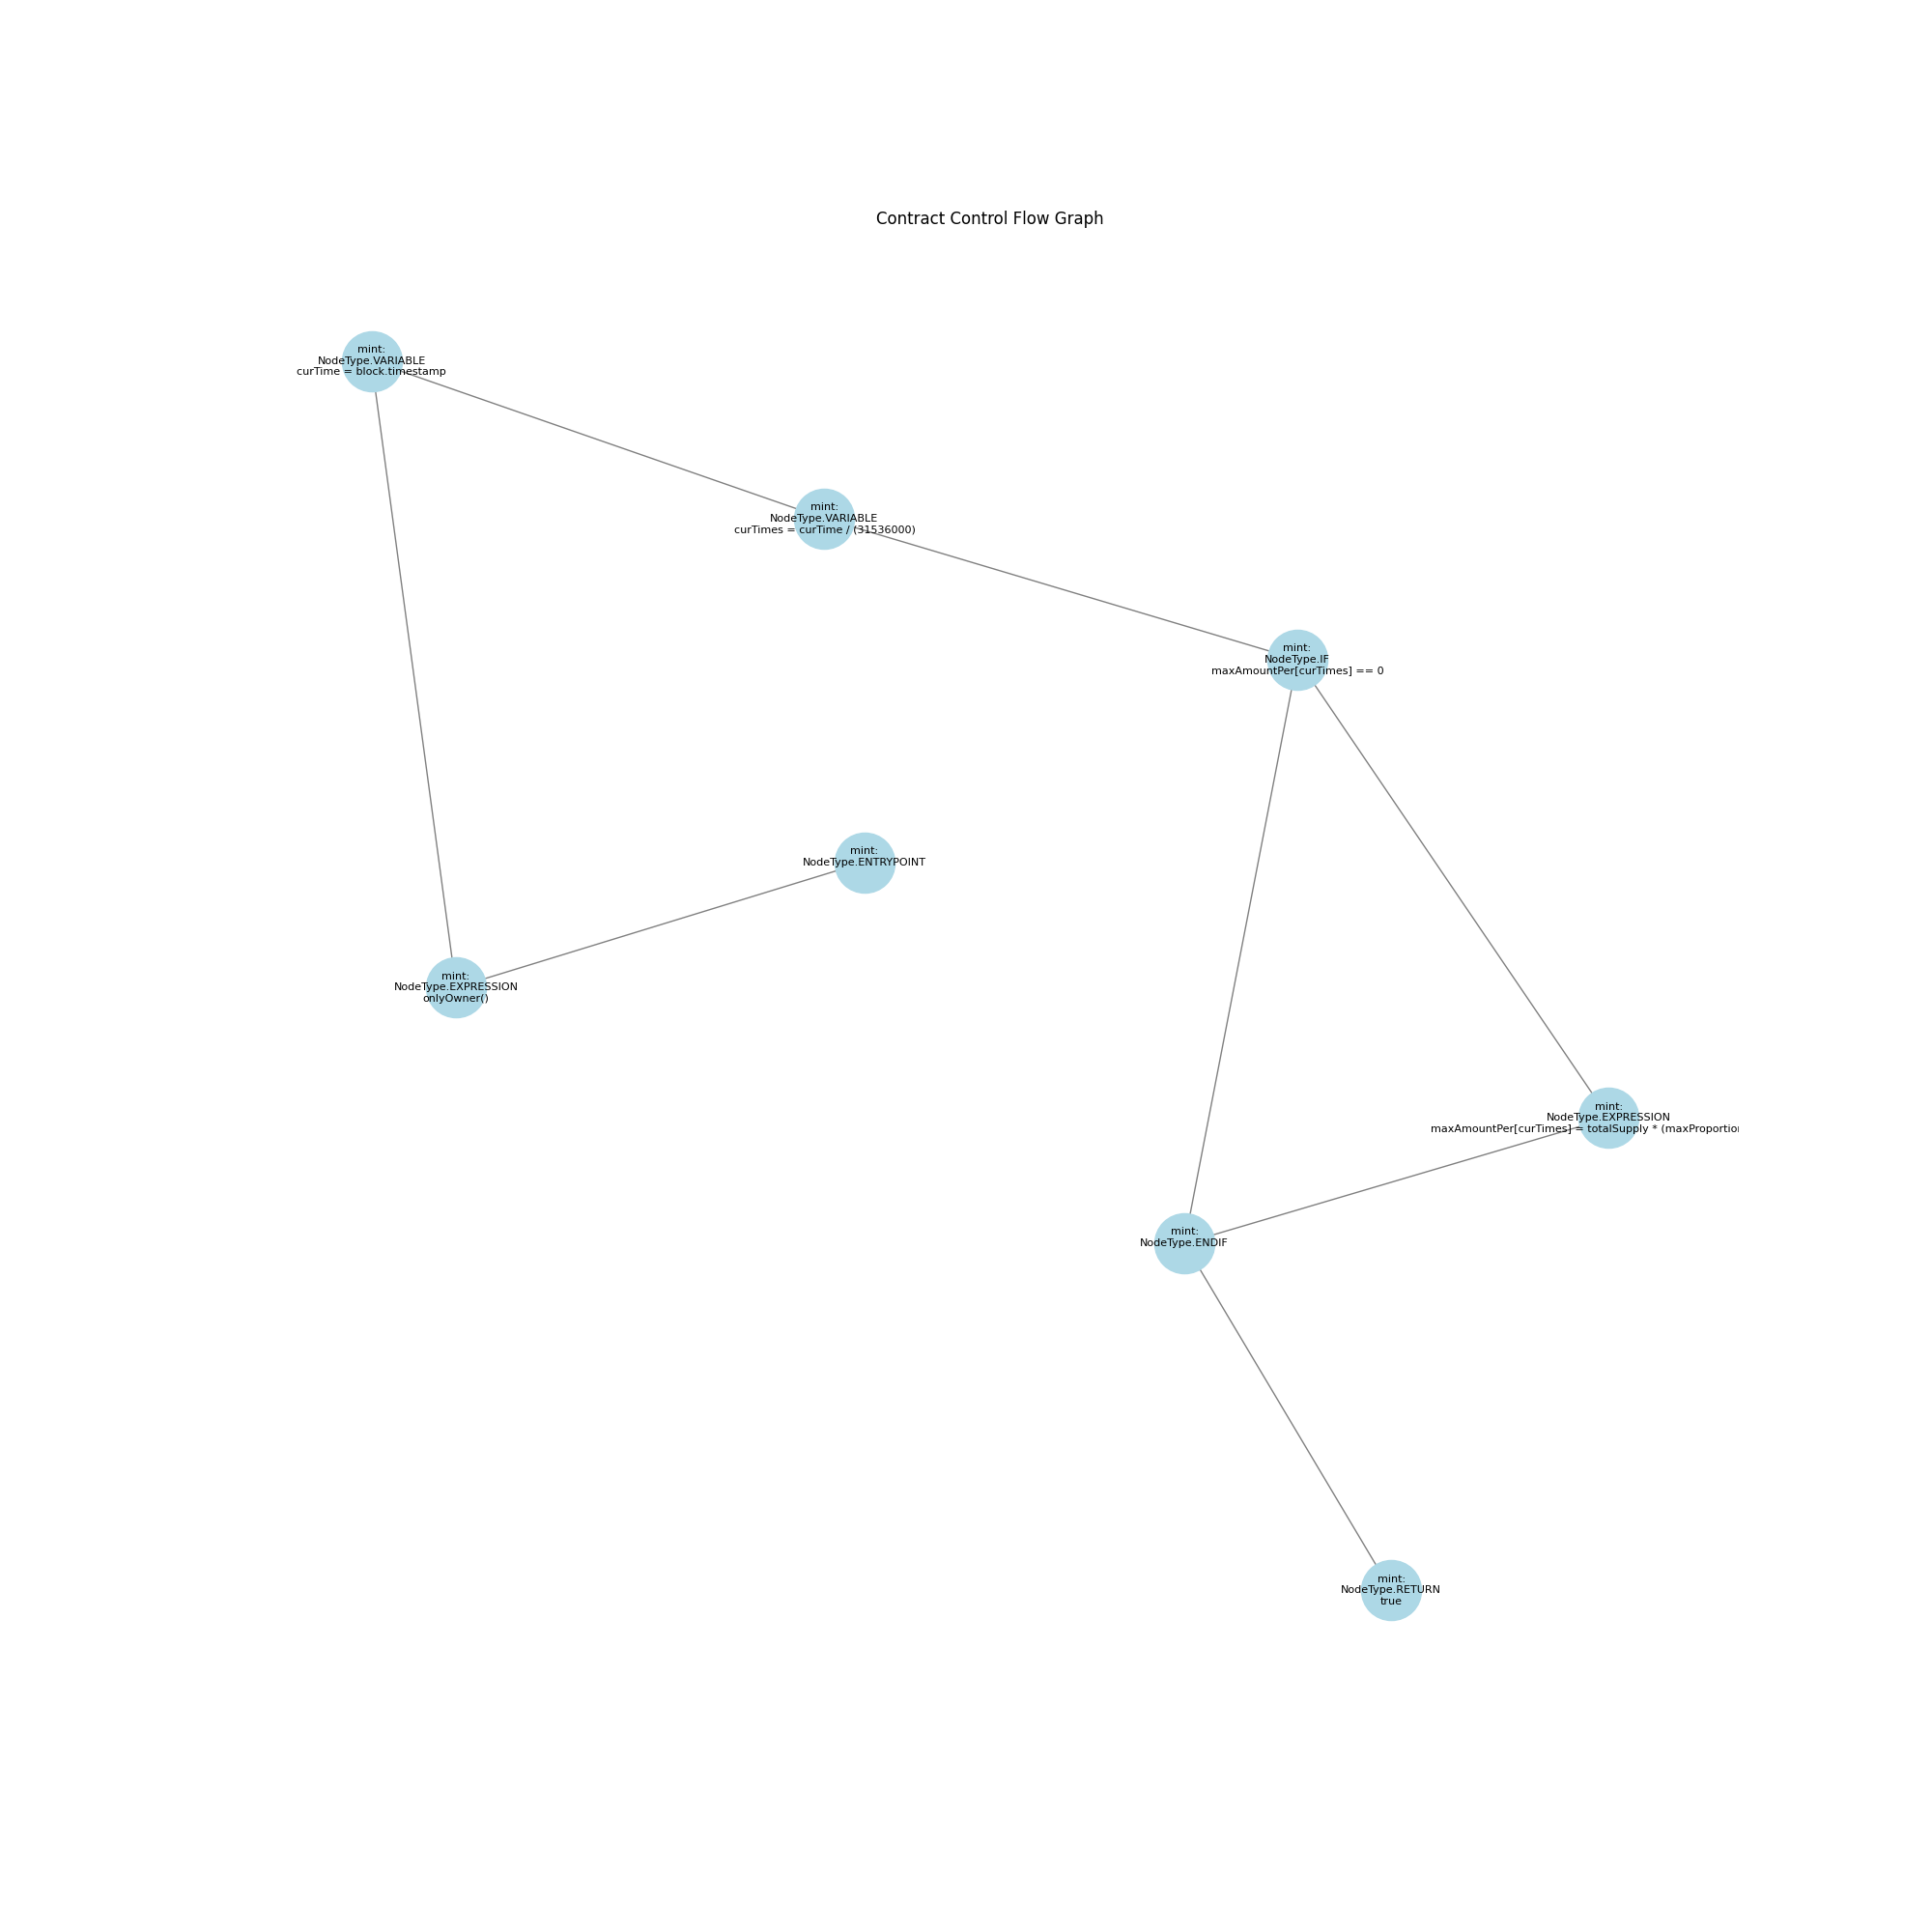 Contract Control Flow Graph
mint:
NodeType.VARIABLE
curTime = block.timestamp
mint:
NodeType.VARIABLE
curTimes = curTime / (31536000)
mint:
NodeType.IF
maxAmountPer[curTimes] == 0
mint:
NodeType.ENTRYPOINT
mint:
NodeType.EXPRESSION
onlyOwner()
mint:
NodeType.EXPRESSION
maxAmountPer[curTimes] = totalSupply * (maxProportion
mint:
NodeType.ENDIF
mint:
NodeType.RETURN
true